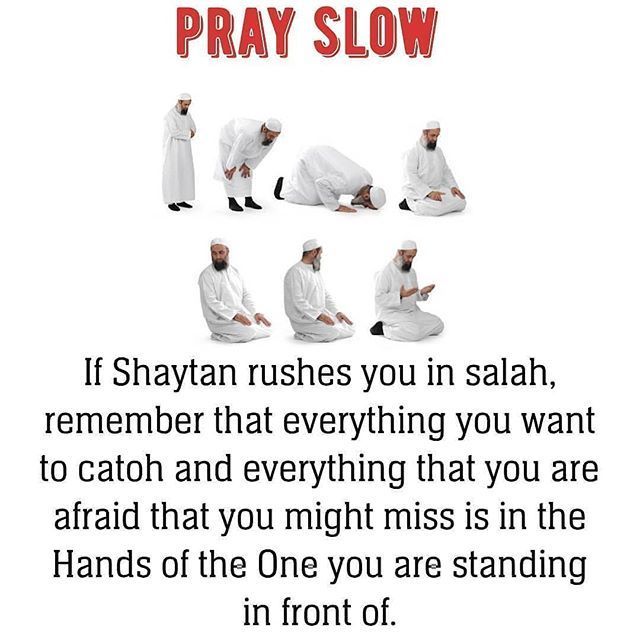 PRAY SLOW
If Shaytan rushes you in salah,
remember that everything you want
to catoh and everything that you are
afraid that you might miss is in the
Hands of the One you are standing
in front of.